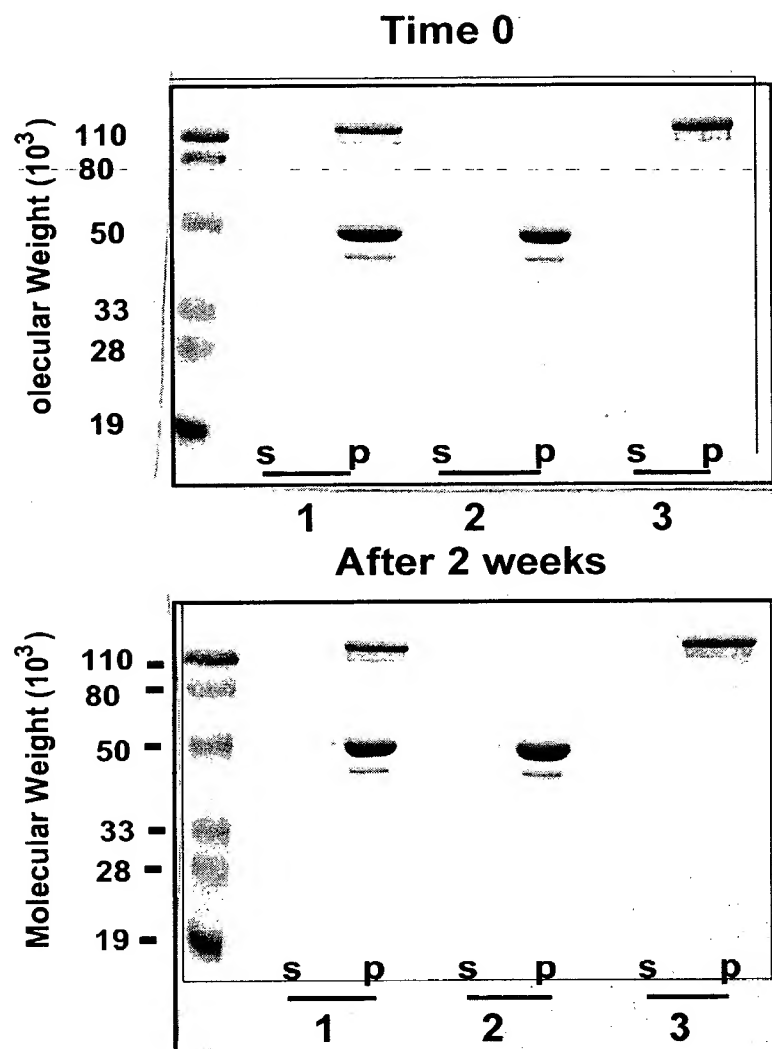 Time 0
olecular Weight (10³)
110
80
50
33
28
19
s p s p s p
1 2 3
After 2 weeks
Molecular Weight (10³)
110
80
50
33
28
19
s p s p s p
1 2 3